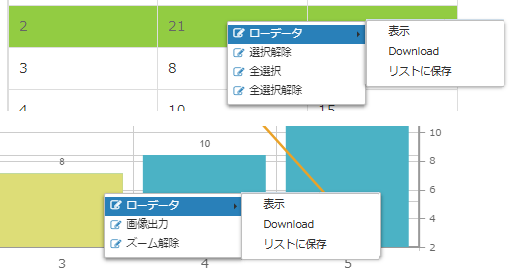 2 21 ローデータ 表示
選択解除 Download
3 8 全選択 リストに保存
全選択解除
4 10 15
10 10
8 8
6
ローデータ 表示
画像出力 Download 4
ズーム解除 リストに保存
2
3 4 5